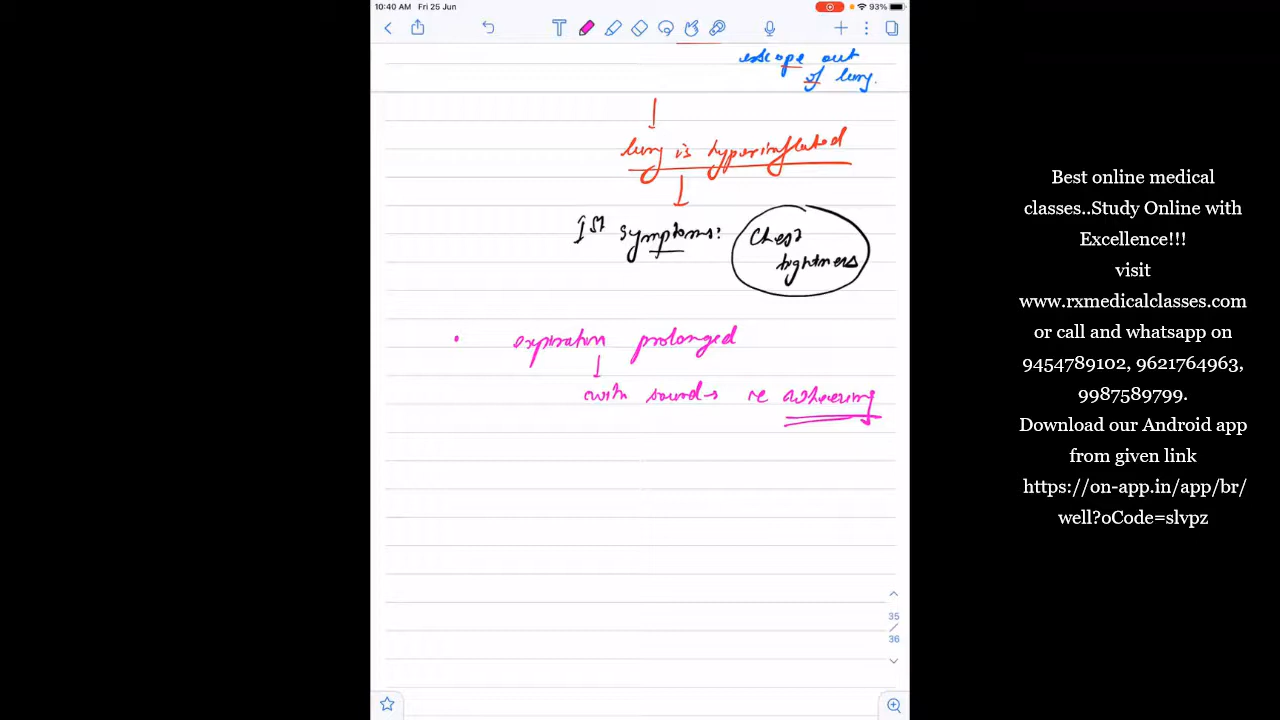 10:40 AM Fri 25 Jun
93%
escape out
of lung.
lung is hyperinflated
Ist symptoms:
Chest
tightness
expiration prolonged
with sounds ie wheezing
35
/
36
Best online medical
classes..Study Online with
Excellence!!!
visit
www.rxmedicalclasses.com
or call and whatsapp on
9454789102, 9621764963,
9987589799.
Download our Android app
from given link
https://on-app.in/app/br/
well?oCode=slvpz